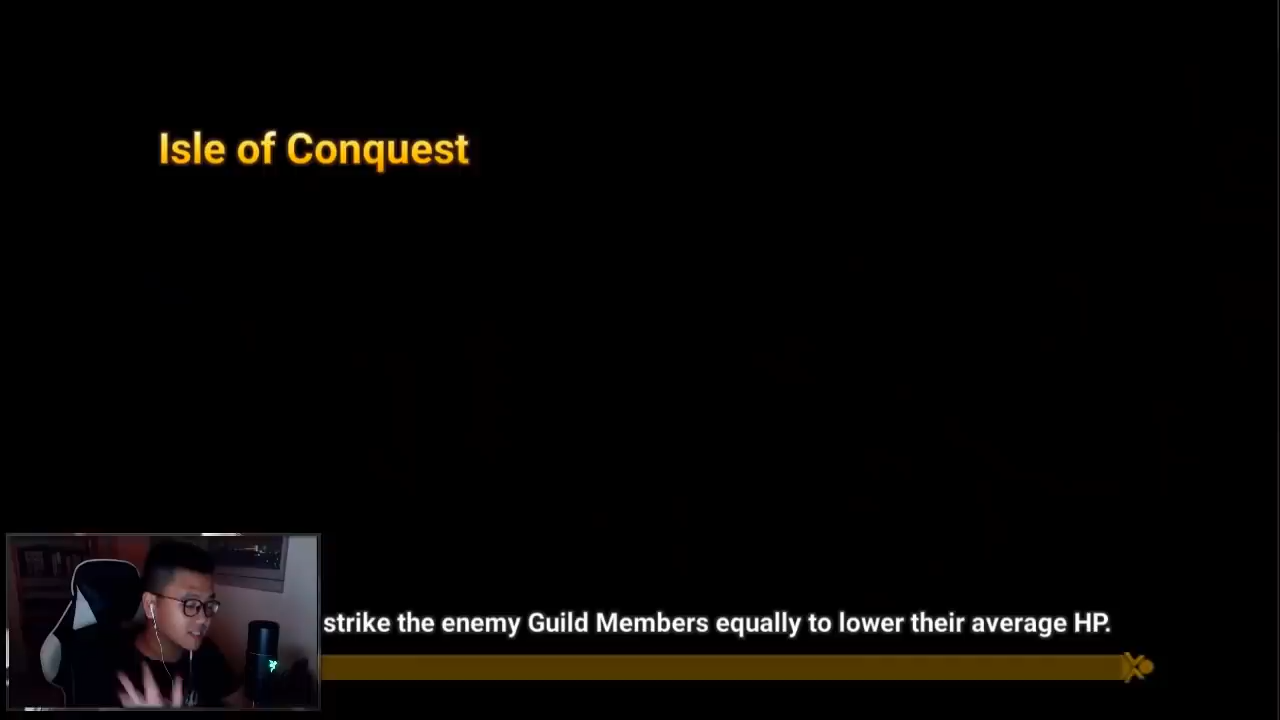 Isle of Conquest
strike the enemy Guild Members equally to lower their average HP.